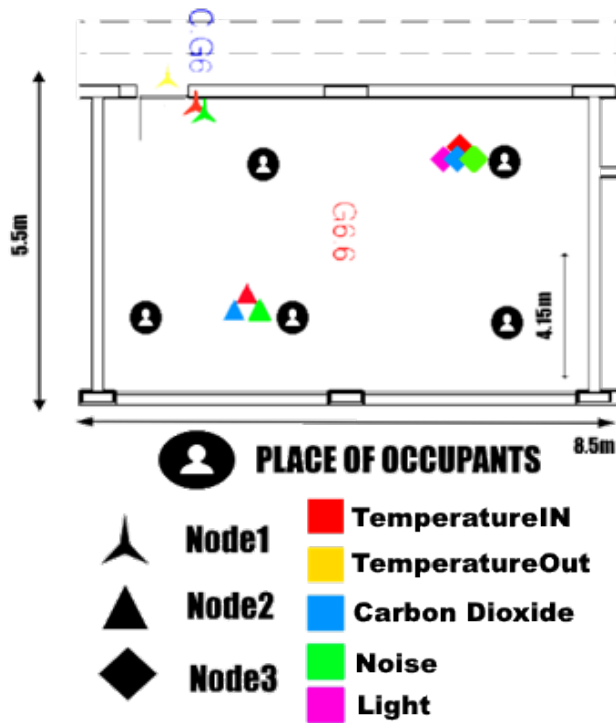 C.G6
5.5m
G6.6
4.15m
8.5m
PLACE OF OCCUPANTS
Node1
Node2
Node3
TemperatureIN
TemperatureOut
Carbon Dioxide
Noise
Light